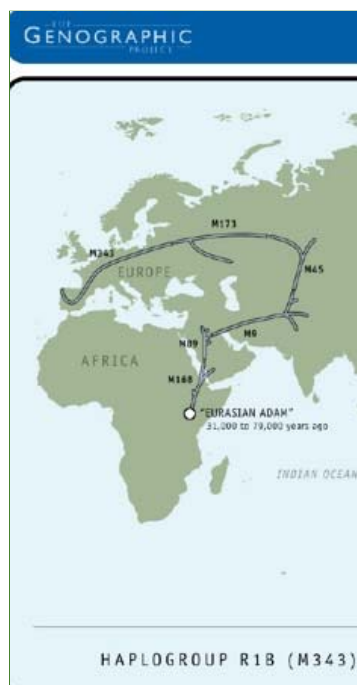 THE
GENOGRAPHIC
PROJECT
M173
M343
EUROPE
M45
M89
M9
AFRICA
M168
"EURASIAN ADAM"
31,000 to 79,000 years ago
INDIAN OCEAN
HAPLOGROUP R1B (M343)